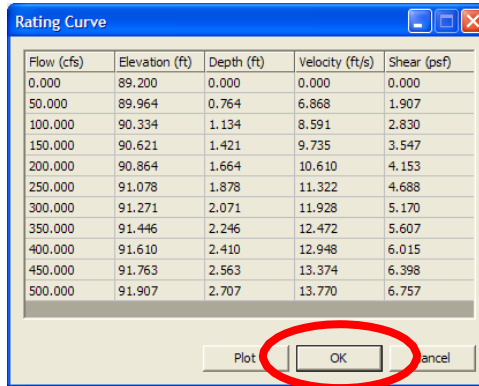 Rating Curve
Flow (cfs) Elevation (ft) Depth (ft) Velocity (ft/s) Shear (psf)
0.000 89.200 0.000 0.000 0.000
50.000 89.964 0.764 6.868 1.907
100.000 90.334 1.134 8.591 2.830
150.000 90.621 1.421 9.735 3.547
200.000 90.864 1.664 10.610 4.153
250.000 91.078 1.878 11.322 4.688
300.000 91.271 2.071 11.928 5.170
350.000 91.446 2.246 12.472 5.607
400.000 91.610 2.410 12.948 6.015
450.000 91.763 2.563 13.374 6.398
500.000 91.907 2.707 13.770 6.757
Plot OK ancel